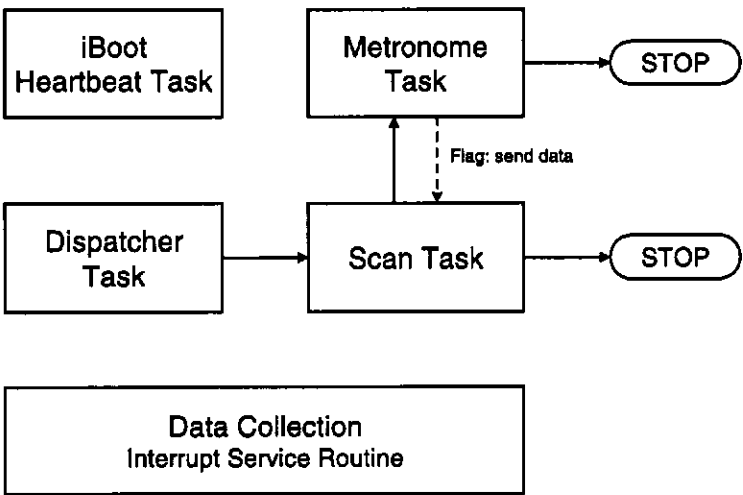 iBoot
Heartbeat Task
Metronome
Task
STOP
Flag: send data
Dispatcher
Task
Scan Task
STOP
Data Collection
Interrupt Service Routine